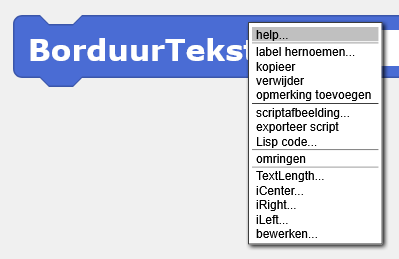 BorduurTekst
help...
label hernoemen...
kopieer
verwijder
opmerking toevoegen
scriptafbeelding...
exporteer script
Lisp code...
omringen
TextLength...
iCenter...
iRight...
iLeft...
bewerken...